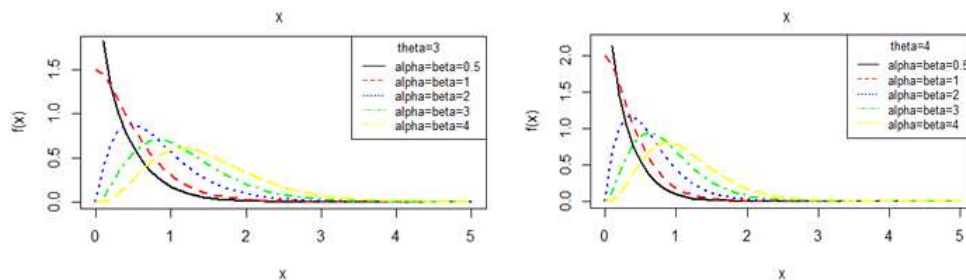 x
x
theta=3
alpha=beta=0.5
alpha=beta=1
alpha=beta=2
alpha=beta=3
alpha=beta=4
f(x)
0.0 0.5 1.0 1.5
0 1 2 3 4 5
x
theta=4
alpha=beta=0.5
alpha=beta=1
alpha=beta=2
alpha=beta=3
alpha=beta=4
f(x)
0.0 0.5 1.0 1.5 2.0
0 1 2 3 4 5
x